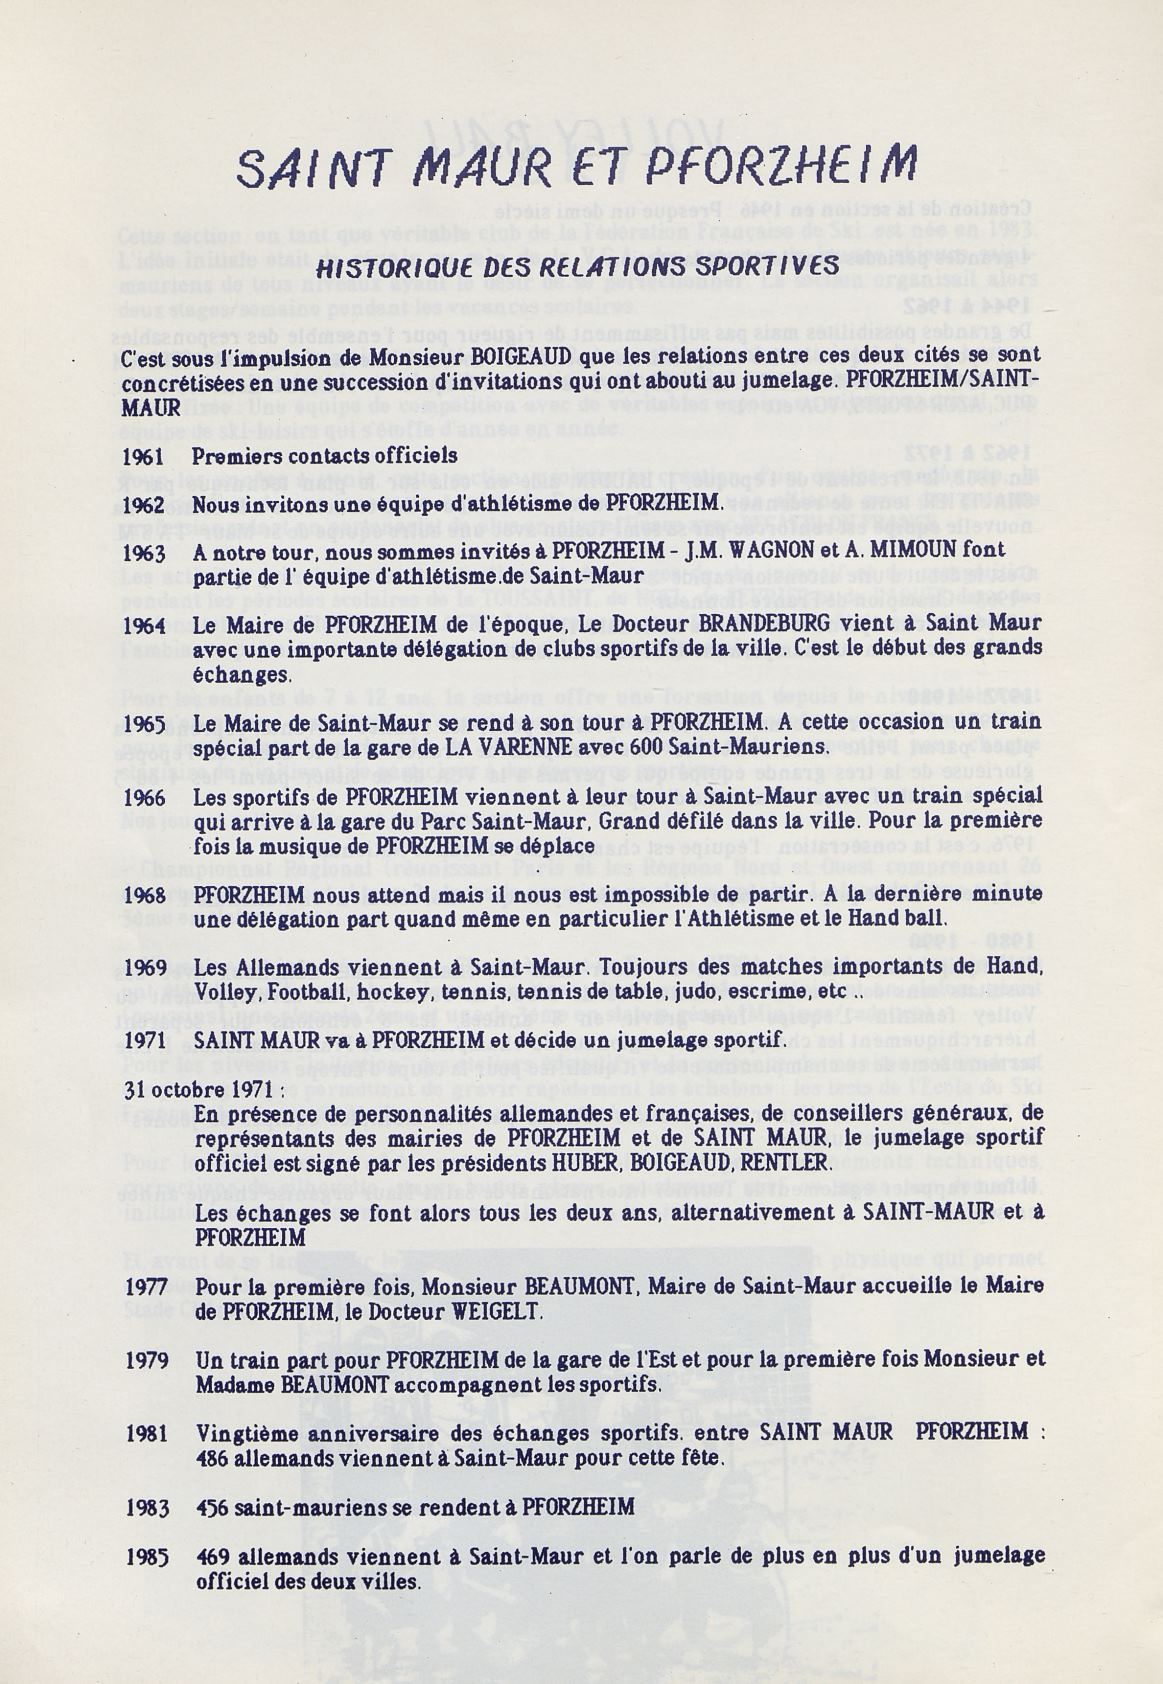 SAINT MAUR ET PFORZHEIM
HISTORIQUE DES RELATIONS SPORTIVES
C'est sous l'impulsion de Monsieur BOIGEAUD que les relations entre ces deux cités se sont
concrétisées en une succession d'invitations qui ont abouti au jumelage. PFORZHEIM/SAINT-
MAUR
1961 Premiers contacts officiels
1962 Nous invitons une équipe d'athlétisme de PFORZHEIM.
1963 A notre tour, nous sommes invités à PFORZHEIM - J.M. WAGNON et A. MIMOUN font
partie de l' équipe d'athlétisme.de Saint-Maur
1964 Le Maire de PFORZHEIM de l'époque, Le Docteur BRANDEBURG vient à Saint Maur
avec une importante délégation de clubs sportifs de la ville. C'est le début des grands
échanges.
1965 Le Maire de Saint-Maur se rend à son tour à PFORZHEIM. A cette occasion un train
spécial part de la gare de LA VARENNE avec 600 Saint-Mauriens.
1966 Les sportifs de PFORZHEIM viennent à leur tour à Saint-Maur avec un train spécial
qui arrive à la gare du Parc Saint-Maur, Grand défilé dans la ville. Pour la première
fois la musique de PFORZHEIM se déplace
1968 PFORZHEIM nous attend mais il nous est impossible de partir. A la dernière minute
une délégation part quand même en particulier l'Athlétisme et le Hand ball.
1969 Les Allemands viennent à Saint-Maur. Toujours des matches importants de Hand,
Volley, Football, hockey, tennis, tennis de table, judo, escrime, etc ..
1971 SAINT MAUR va à PFORZHEIM et décide un jumelage sportif.
31 octobre 1971 :
En présence de personnalités allemandes et françaises, de conseillers généraux, de
représentants des mairies de PFORZHEIM et de SAINT MAUR, le jumelage sportif
officiel est signé par les présidents HUBER, BOIGEAUD, RENTLER.
Les échanges se font alors tous les deux ans, alternativement à SAINT-MAUR et à
PFORZHEIM
1977 Pour la première fois, Monsieur BEAUMONT, Maire de Saint-Maur accueille le Maire
de PFORZHEIM, le Docteur WEIGELT.
1979 Un train part pour PFORZHEIM de la gare de l'Est et pour la première fois Monsieur et
Madame BEAUMONT accompagnent les sportifs.
1981 Vingtième anniversaire des échanges sportifs. entre SAINT MAUR PFORZHEIM :
486 allemands viennent à Saint-Maur pour cette fête.
1983 456 saint-mauriens se rendent à PFORZHEIM
1985 469 allemands viennent à Saint-Maur et l'on parle de plus en plus d'un jumelage
officiel des deux villes.